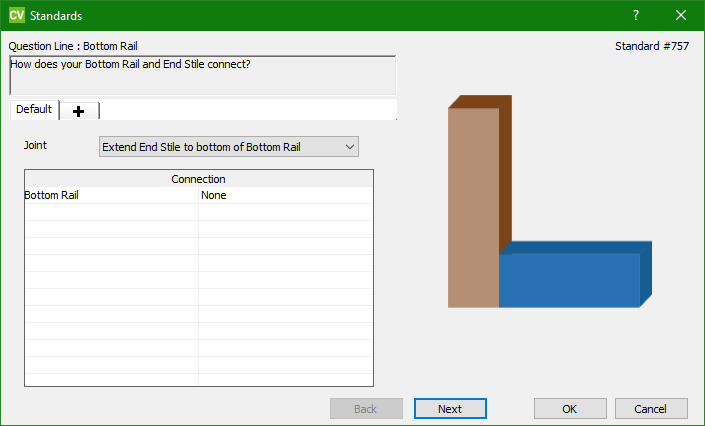 CV Standards ?
Question Line : Bottom Rail Standard #757
How does your Bottom Rail and End Stile connect?
Default
Joint Extend End Stile to bottom of Bottom Rail
Connection
Bottom Rail None
Back Next OK Cancel